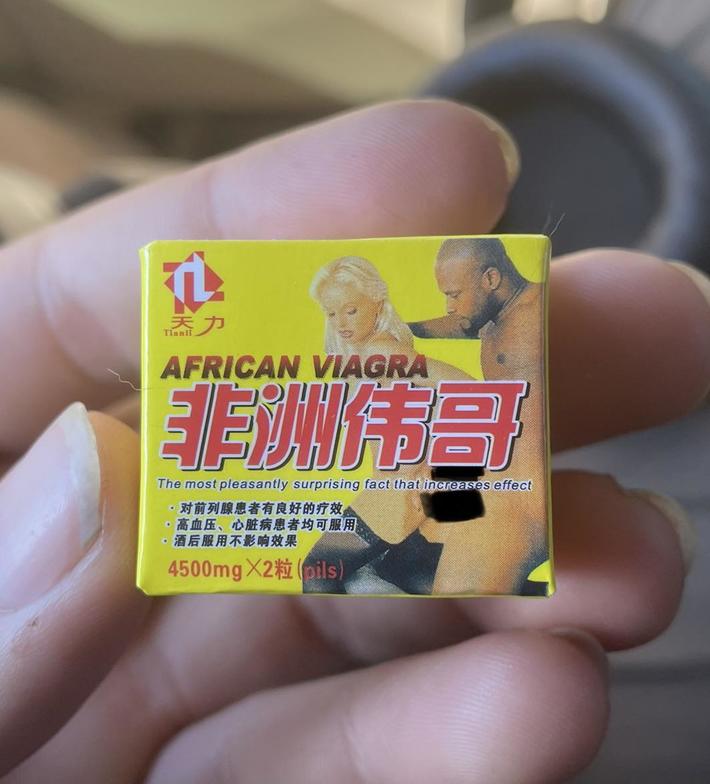 天力
Tianli
AFRICAN VIAGRA
非洲伟哥
The most pleasantly surprising fact that increases effect
· 对前列腺患者有良好的疗效
· 高血压、心脏病患者均可服用
· 酒后服用不影响效果
4500mg×2粒(pils)